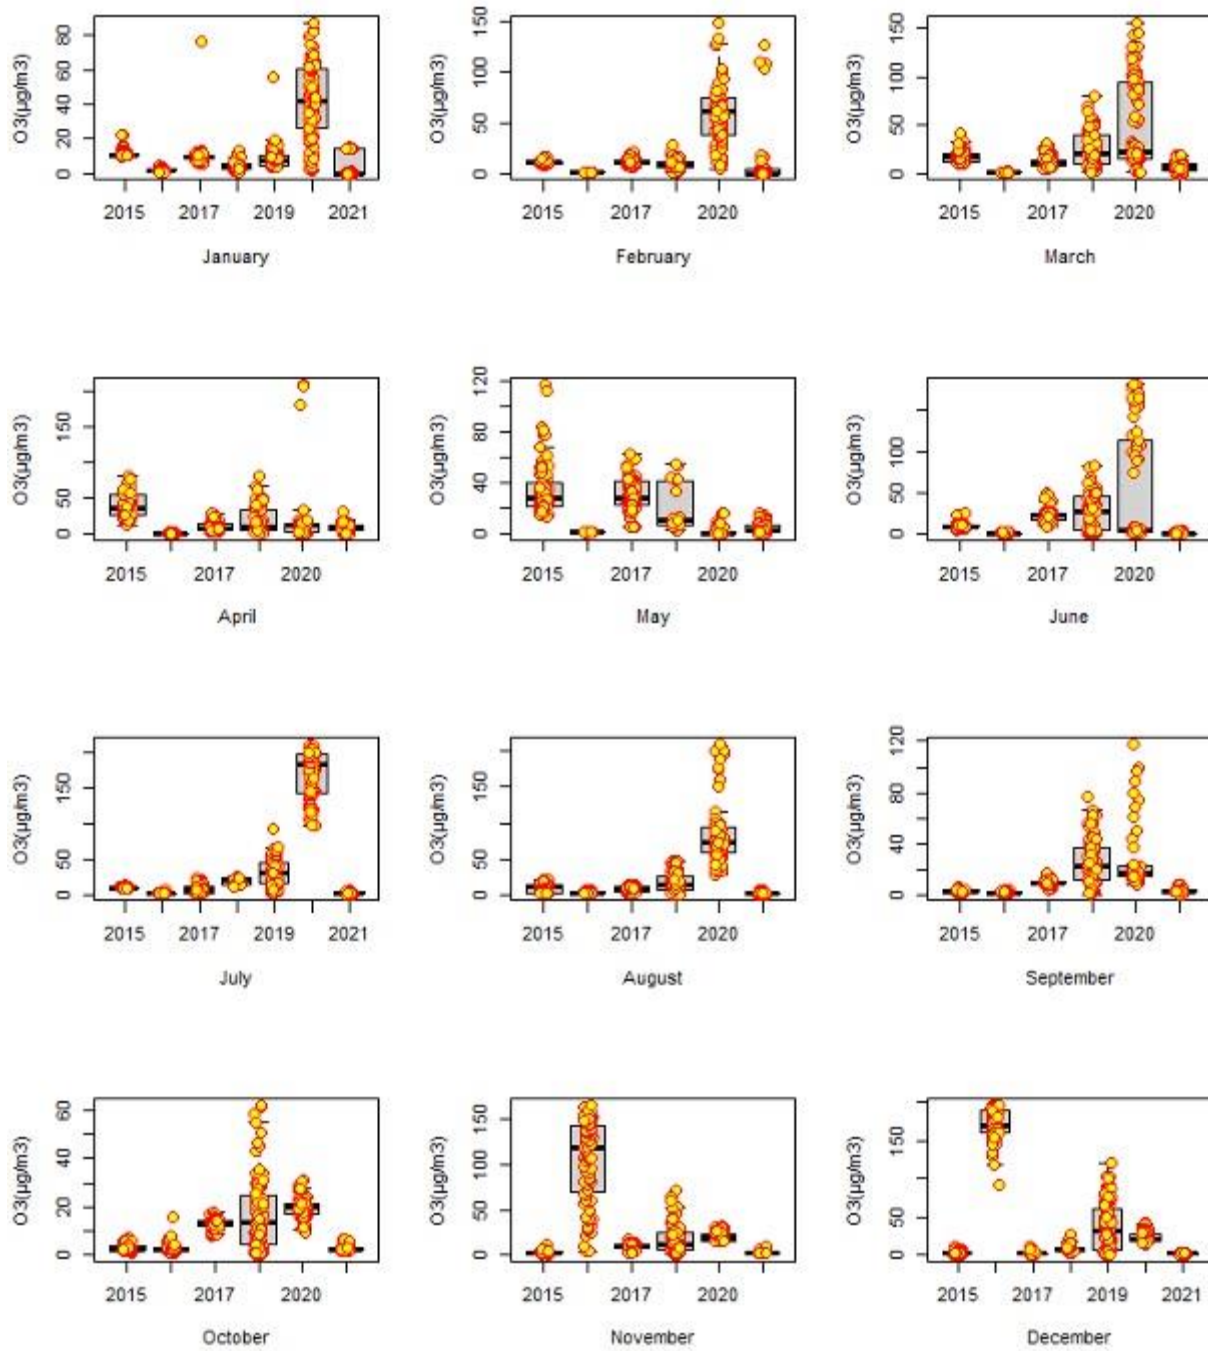 O3(µg/m3) 0 20 40 60 80
2015 2017 2019 2021
January
O3(µg/m3) 0 50 100 150
2015 2017 2020
February
O3(µg/m3) 0 50 100 150
2015 2017 2020
March
O3(µg/m3) 0 50 150
2015 2017 2020
April
O3(µg/m3) 0 40 80 120
2015 2017 2020
May
O3(µg/m3) 0 50 100
2015 2017 2020
June
O3(µg/m3) 0 50 150
2015 2017 2019 2021
July
O3(µg/m3) 0 50 150
2015 2017 2020
August
O3(µg/m3) 0 40 80 120
2015 2017 2020
September
O3(µg/m3) 0 20 40 60
2015 2017 2020
October
O3(µg/m3) 0 50 100 150
2015 2017 2020
November
O3(µg/m3) 0 50 150
2015 2017 2019 2021
December